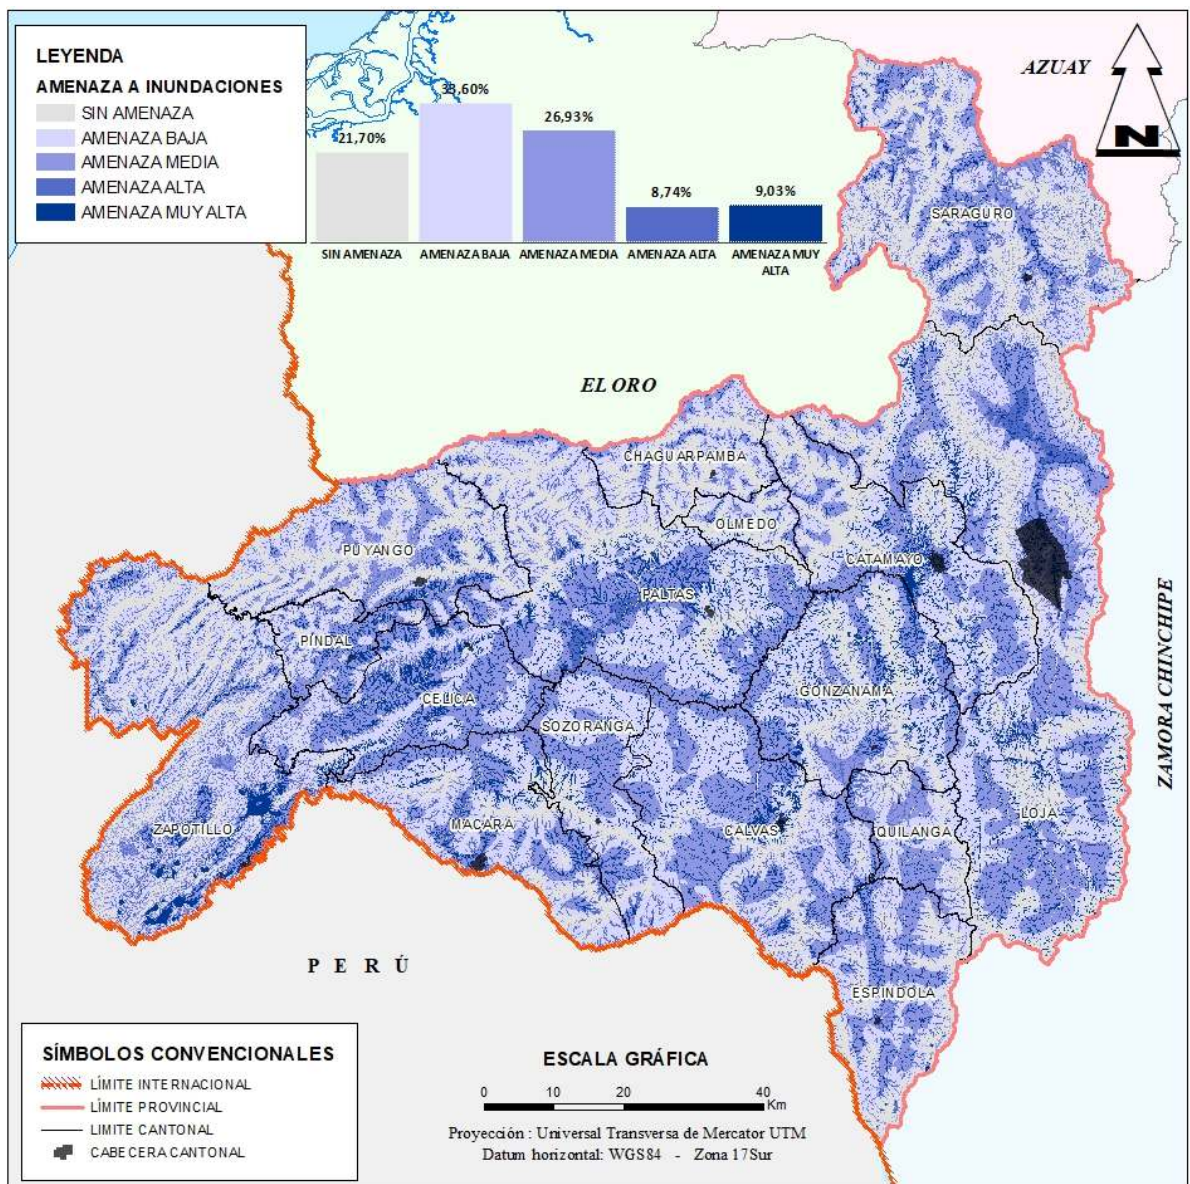 LEYENDA
AMENAZA A INUNDACIONES
SIN AMENAZA
AMENAZA BAJA
AMENAZA MEDIA
AMENAZA ALTA
AMENAZA MUY ALTA
21,70%
33,60%
26,93%
8,74%
9,03%
SIN AMENAZA
AMENAZA BAJA
AMENAZA MEDIA
AMENAZA ALTA
AMENAZA MUY
ALTA
AZUAY
N
SARAGURO
EL ORO
CHAGUARPAMBA
OLMEDO
PUYANGO
CATAMAYO
PALTAS
ZAMORA CHINCHIPE
PINDAL
CELICA
GONZANAMA
SOZORANGA
LOJA
ZAPOTILLO
MACARA
CALVAS
QUILANGA
PERÚ
ESPINDOLA
SÍMBOLOS CONVENCIONALES
LÍMITE INTERNACIONAL
LÍMITE PROVINCIAL
LIMITE CANTONAL
CABECERA CANTONAL
ESCALA GRÁFICA
0 10 20 40
Km
Proyección : Universal Transversa de Mercator UTM
Datum horizontal: WGS84 - Zona 17Sur